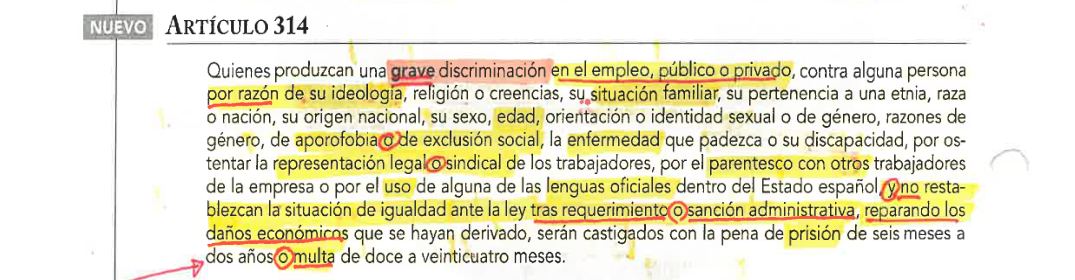 NUEVO ARTÍCULO 314
Quienes produzcan una grave discriminación en el empleo, público o privado, contra alguna persona
por razón de su ideología, religión o creencias, su situación familiar, su pertenencia a una etnia, raza
o nación, su origen nacional, su sexo, edad, orientación o identidad sexual o de género, razones de
género, de aporofobia o de exclusión social, la enfermedad que padezca o su discapacidad, por os-
tentar la representación legal o sindical de los trabajadores, por el parentesco con otros trabajadores
de la empresa o por el uso de alguna de las lenguas oficiales dentro del Estado español, y no resta-
blezcan la situación de igualdad ante la ley tras requerimiento o sanción administrativa, reparando los
daños económicos que se hayan derivado, serán castigados con la pena de prisión de seis meses a
dos años o multa de doce a veinticuatro meses.